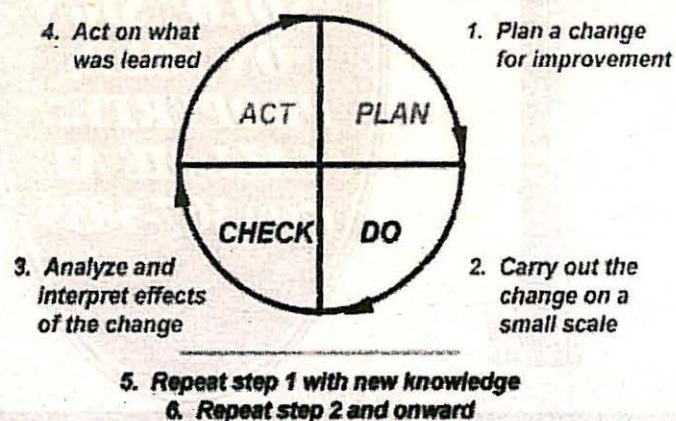 4. Act on what
was learned
1. Plan a change
for improvement
ACT
PLAN
CHECK
DO
3. Analyze and
interpret effects
of the change
2. Carry out the
change on a
small scale
5. Repeat step 1 with new knowledge
6. Repeat step 2 and onward